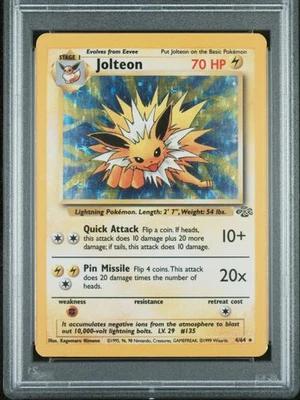 Evolves from Eevee Put Jolteon on the Basic Pokémon
STAGE 1
Jolteon 70 HP
Lightning Pokémon. Length: 2' 7", Weight: 54 lbs.
Quick Attack Flip a coin. If heads,
this attack does 10 damage plus 20 more
damage; if tails, this attack does 10 damage.
10+
Pin Missile Flip 4 coins. This attack
does 20 damage times the number of
heads.
20x
weakness resistance retreat cost
It accumulates negative ions from the atmosphere to blast
out 10,000-volt lightning bolts. LV. 29 #135
Illus. Kagemaru Himeno ©1995, 96, 98 Nintendo, Creatures, GAMEFREAK. ©1999 Wizards. 4/64 ★